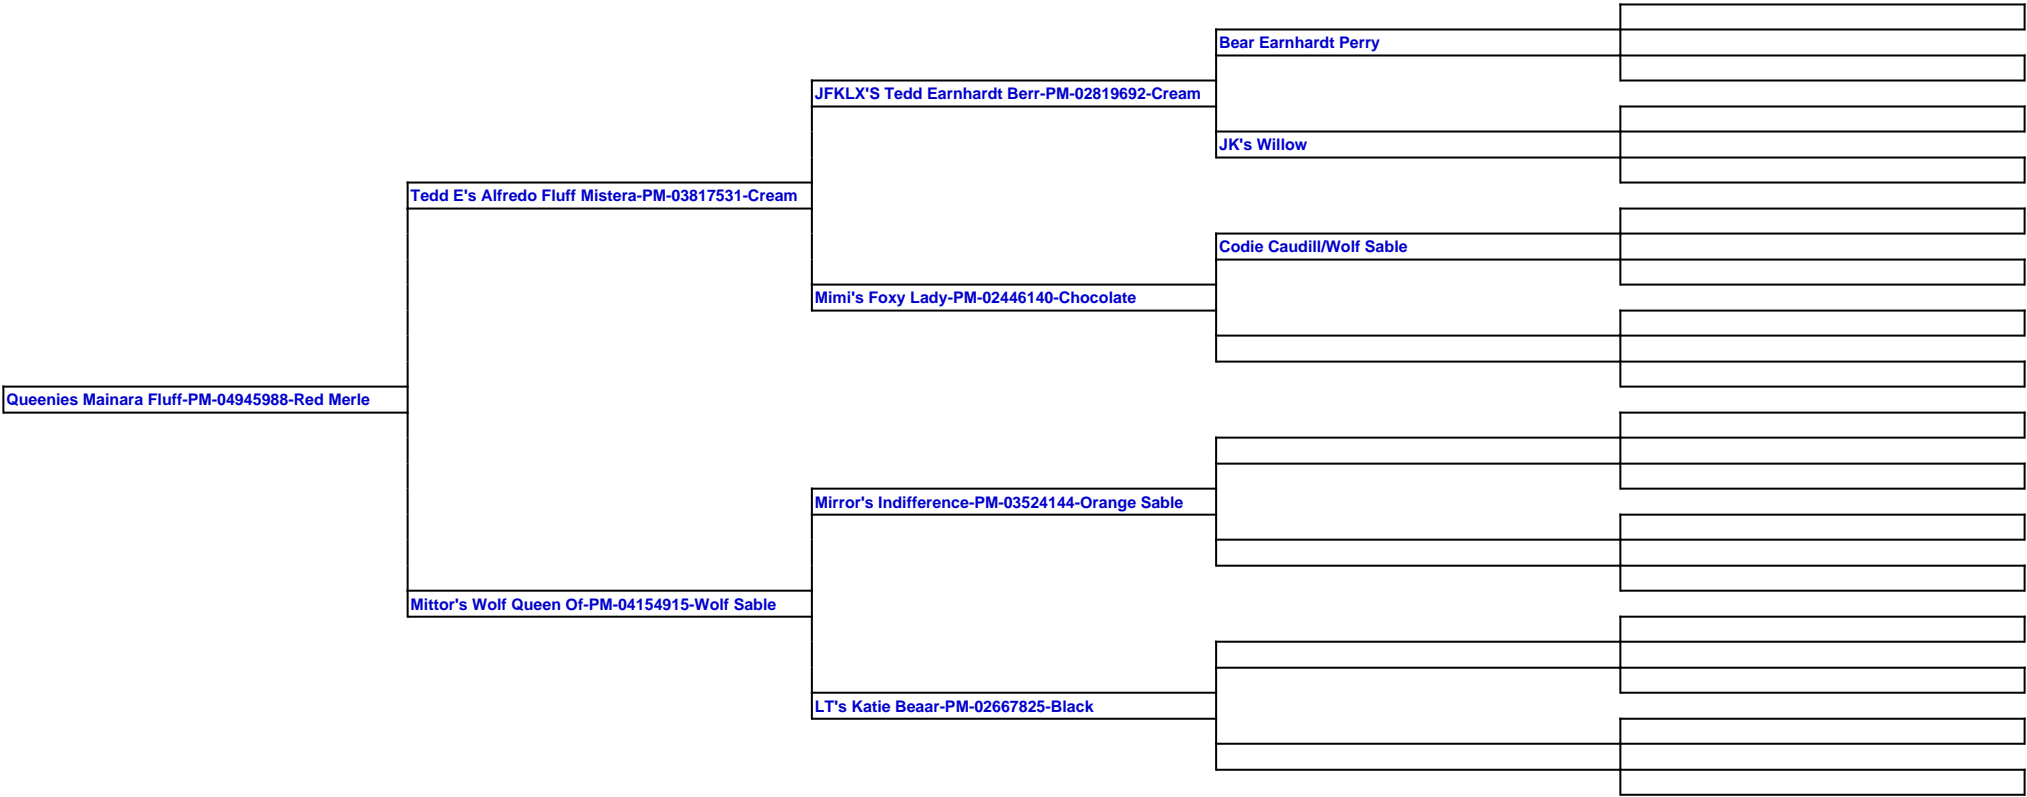 Bear Earnhardt Perry
JFKLX'S Tedd Earnhardt Berr-PM-02819692-Cream
JK's Willow
Tedd E's Alfredo Fluff Mistera-PM-03817531-Cream
Codie Caudill/Wolf Sable
Mimi's Foxy Lady-PM-02446140-Chocolate
Queenies Mainara Fluff-PM-04945988-Red Merle
Mirror's Indifference-PM-03524144-Orange Sable
Mittor's Wolf Queen Of-PM-04154915-Wolf Sable
LT's Katie Beaar-PM-02667825-Black